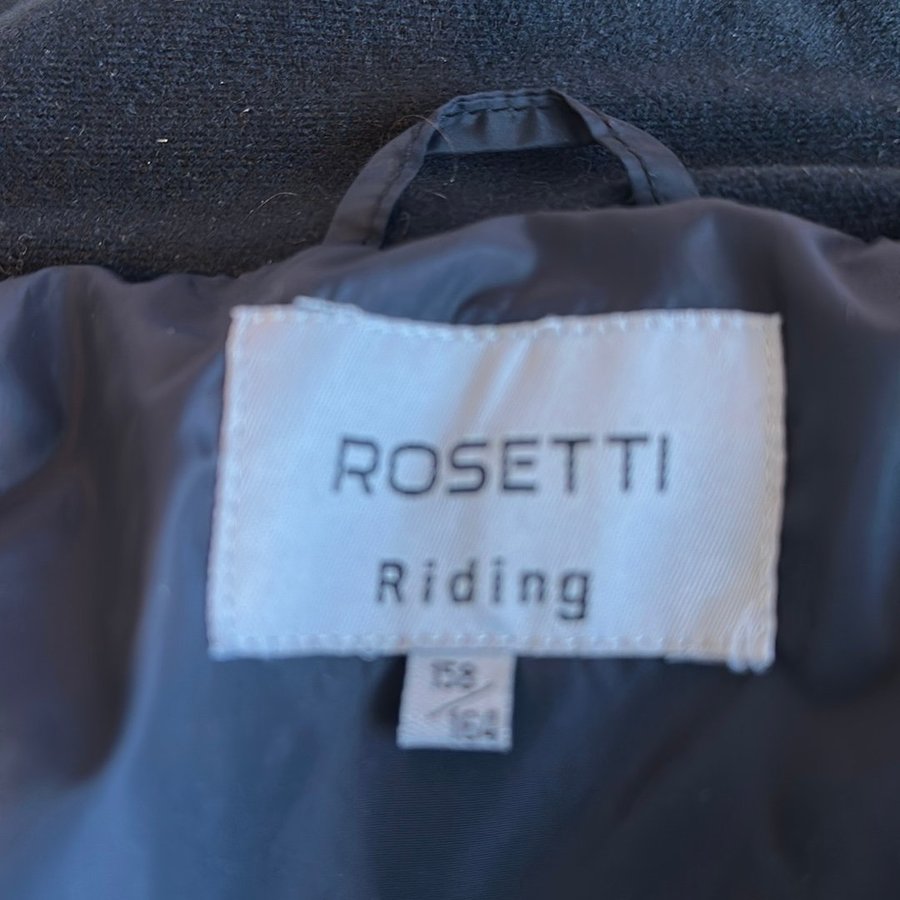 ROSETTI
Riding
158/
164